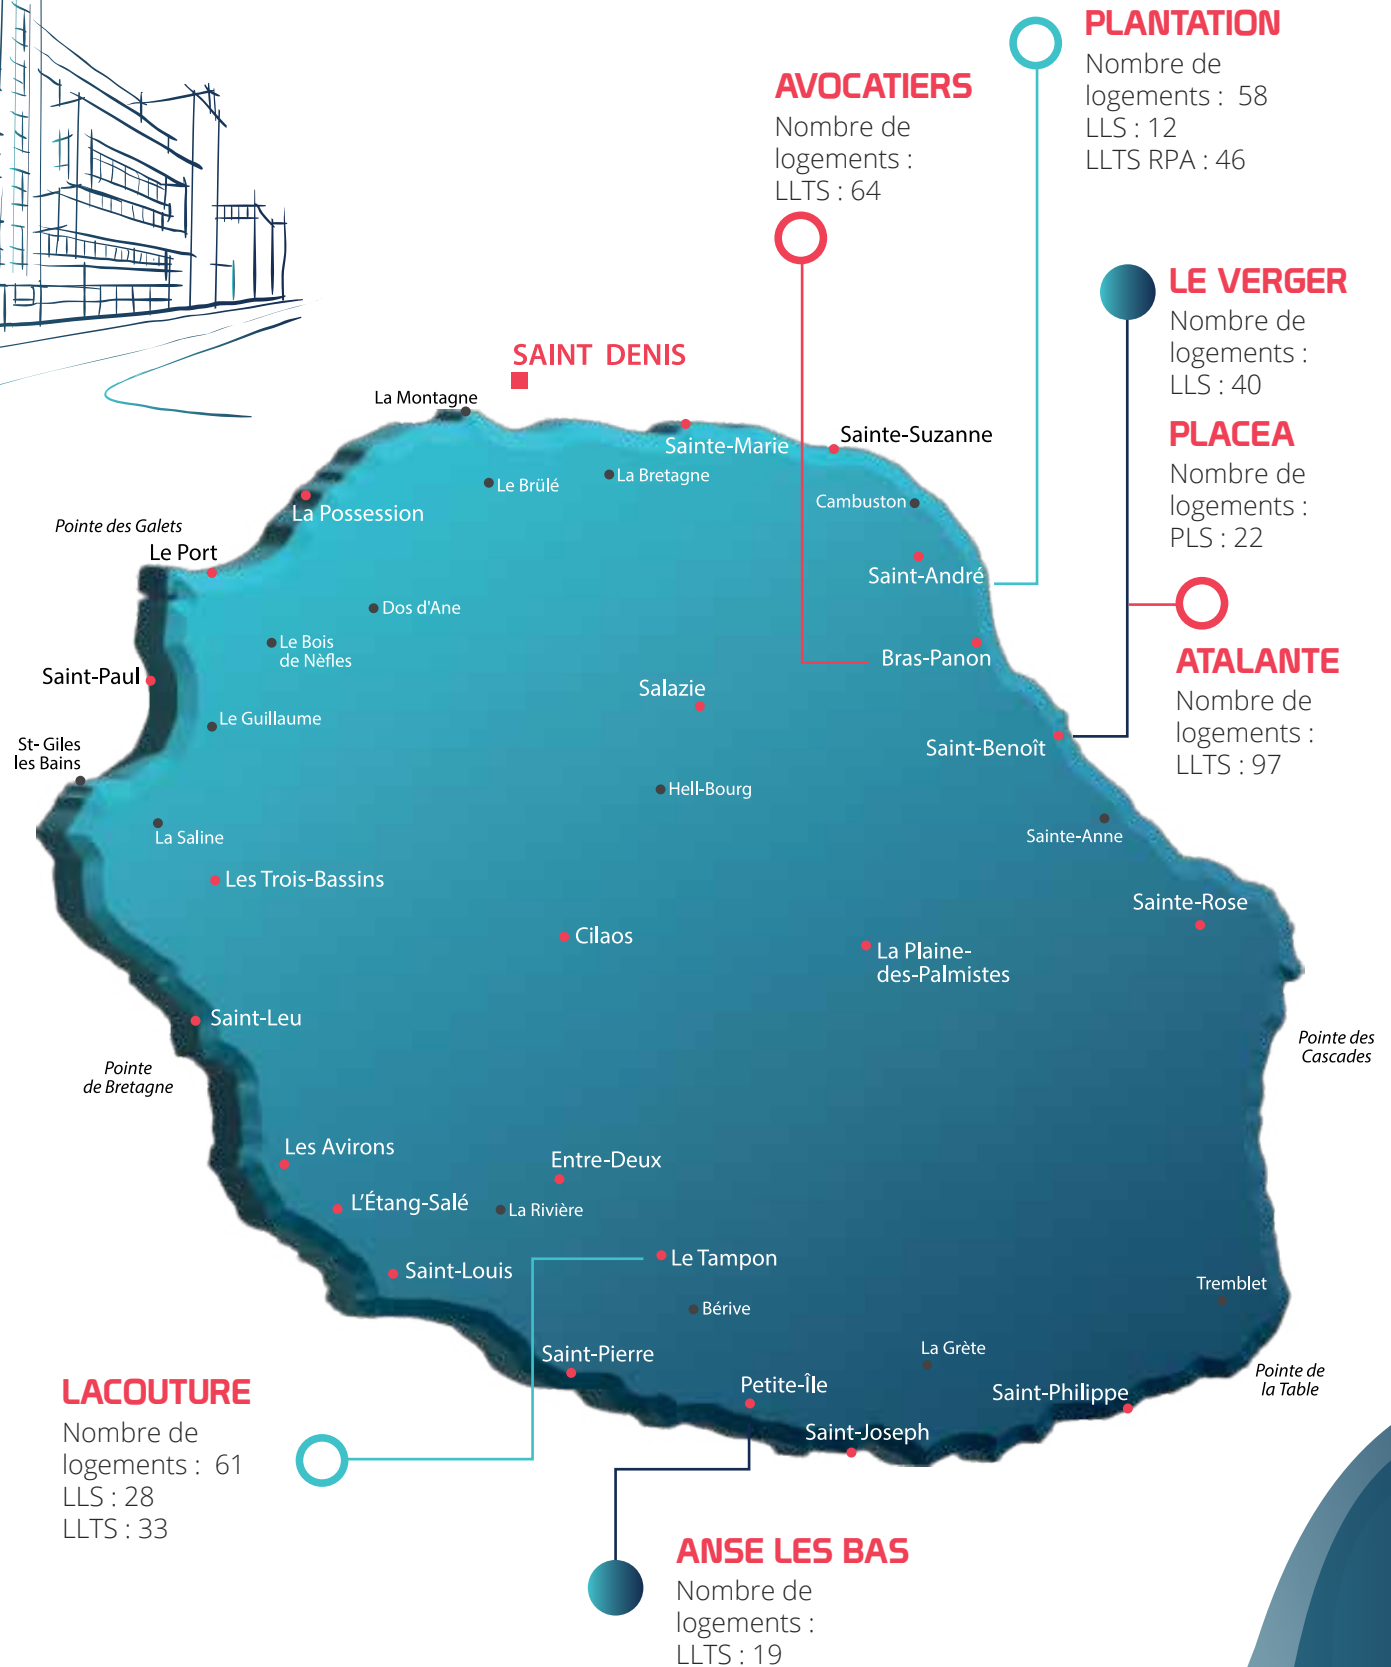 PLANTATION
Nombre de
logements : 58
LLS : 12
LLTS RPA : 46
AVOCATIERS
Nombre de
logements :
LLTS : 64
LE VERGER
Nombre de
logements :
LLS : 40
PLACEA
Nombre de
logements :
PLS : 22
ATALANTE
Nombre de
logements :
LLTS : 97
SAINT DENIS
La Montagne
Sainte-Marie
Sainte-Suzanne
Le Brülé
La Bretagne
Cambuston
La Possession
Pointe des Galets
Le Port
Saint-André
Dos d'Ane
Le Bois
de Nèfles
Bras-Panon
Saint-Paul
Salazie
Le Guillaume
St- Giles
les Bains
Saint-Benoît
Hell-Bourg
La Saline
Sainte-Anne
Les Trois-Bassins
Sainte-Rose
Cilaos
La Plaine-
des-Palmistes
Saint-Leu
Pointe des
Cascades
Pointe
de Bretagne
Les Avirons
Entre-Deux
L'Étang-Salé
La Rivière
Le Tampon
Saint-Louis
Tremblet
Bérive
La Grète
Saint-Pierre
Pointe de
la Table
Petite-Île
Saint-Philippe
Saint-Joseph
LACOUTURE
Nombre de
logements : 61
LLS : 28
LLTS : 33
ANSE LES BAS
Nombre de
logements :
LLTS : 19